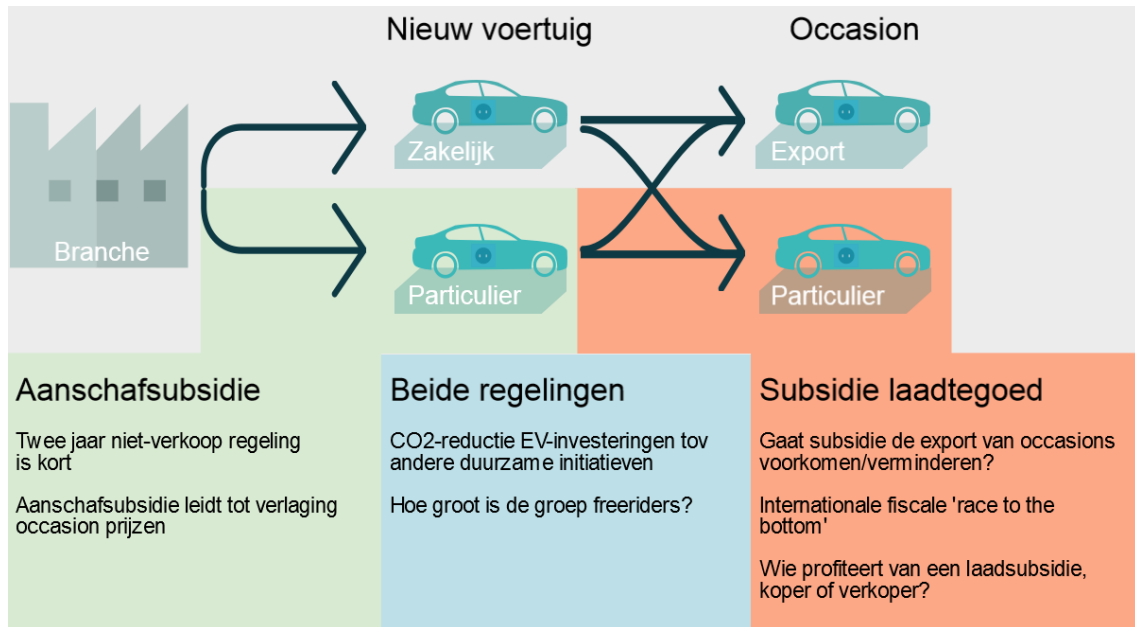 Nieuw voertuig
Occasion
Zakelijk
Export
Branche
Particulier
Particulier
Aanschafsubsidie
Twee jaar niet-verkoop regeling
is kort
Aanschafsubsidie leidt tot verlaging
occasion prijzen
Beide regelingen
CO2-reductie EV-investeringen tov
andere duurzame initiatieven
Hoe groot is de groep freeriders?
Subsidie laadtegoed
Gaat subsidie de export van occasions
voorkomen/verminderen?
Internationale fiscale 'race to the
bottom'
Wie profiteert van een laadsubsidie,
koper of verkoper?